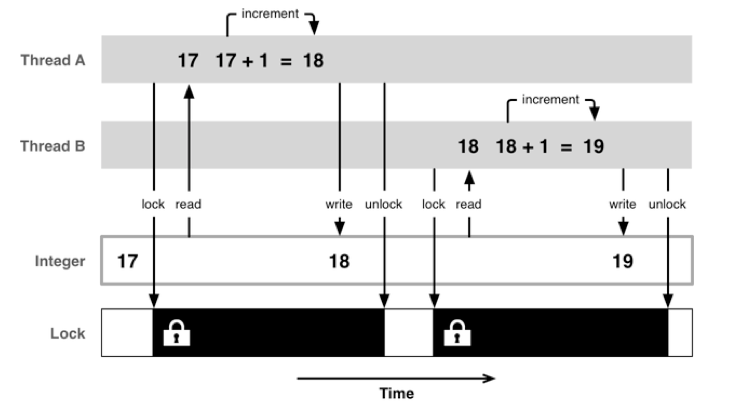 increment
Thread A 17 17 + 1 = 18
increment
Thread B 18 18 + 1 = 19
lock read write unlock lock read write unlock
Integer 17 18 19
Lock
Time